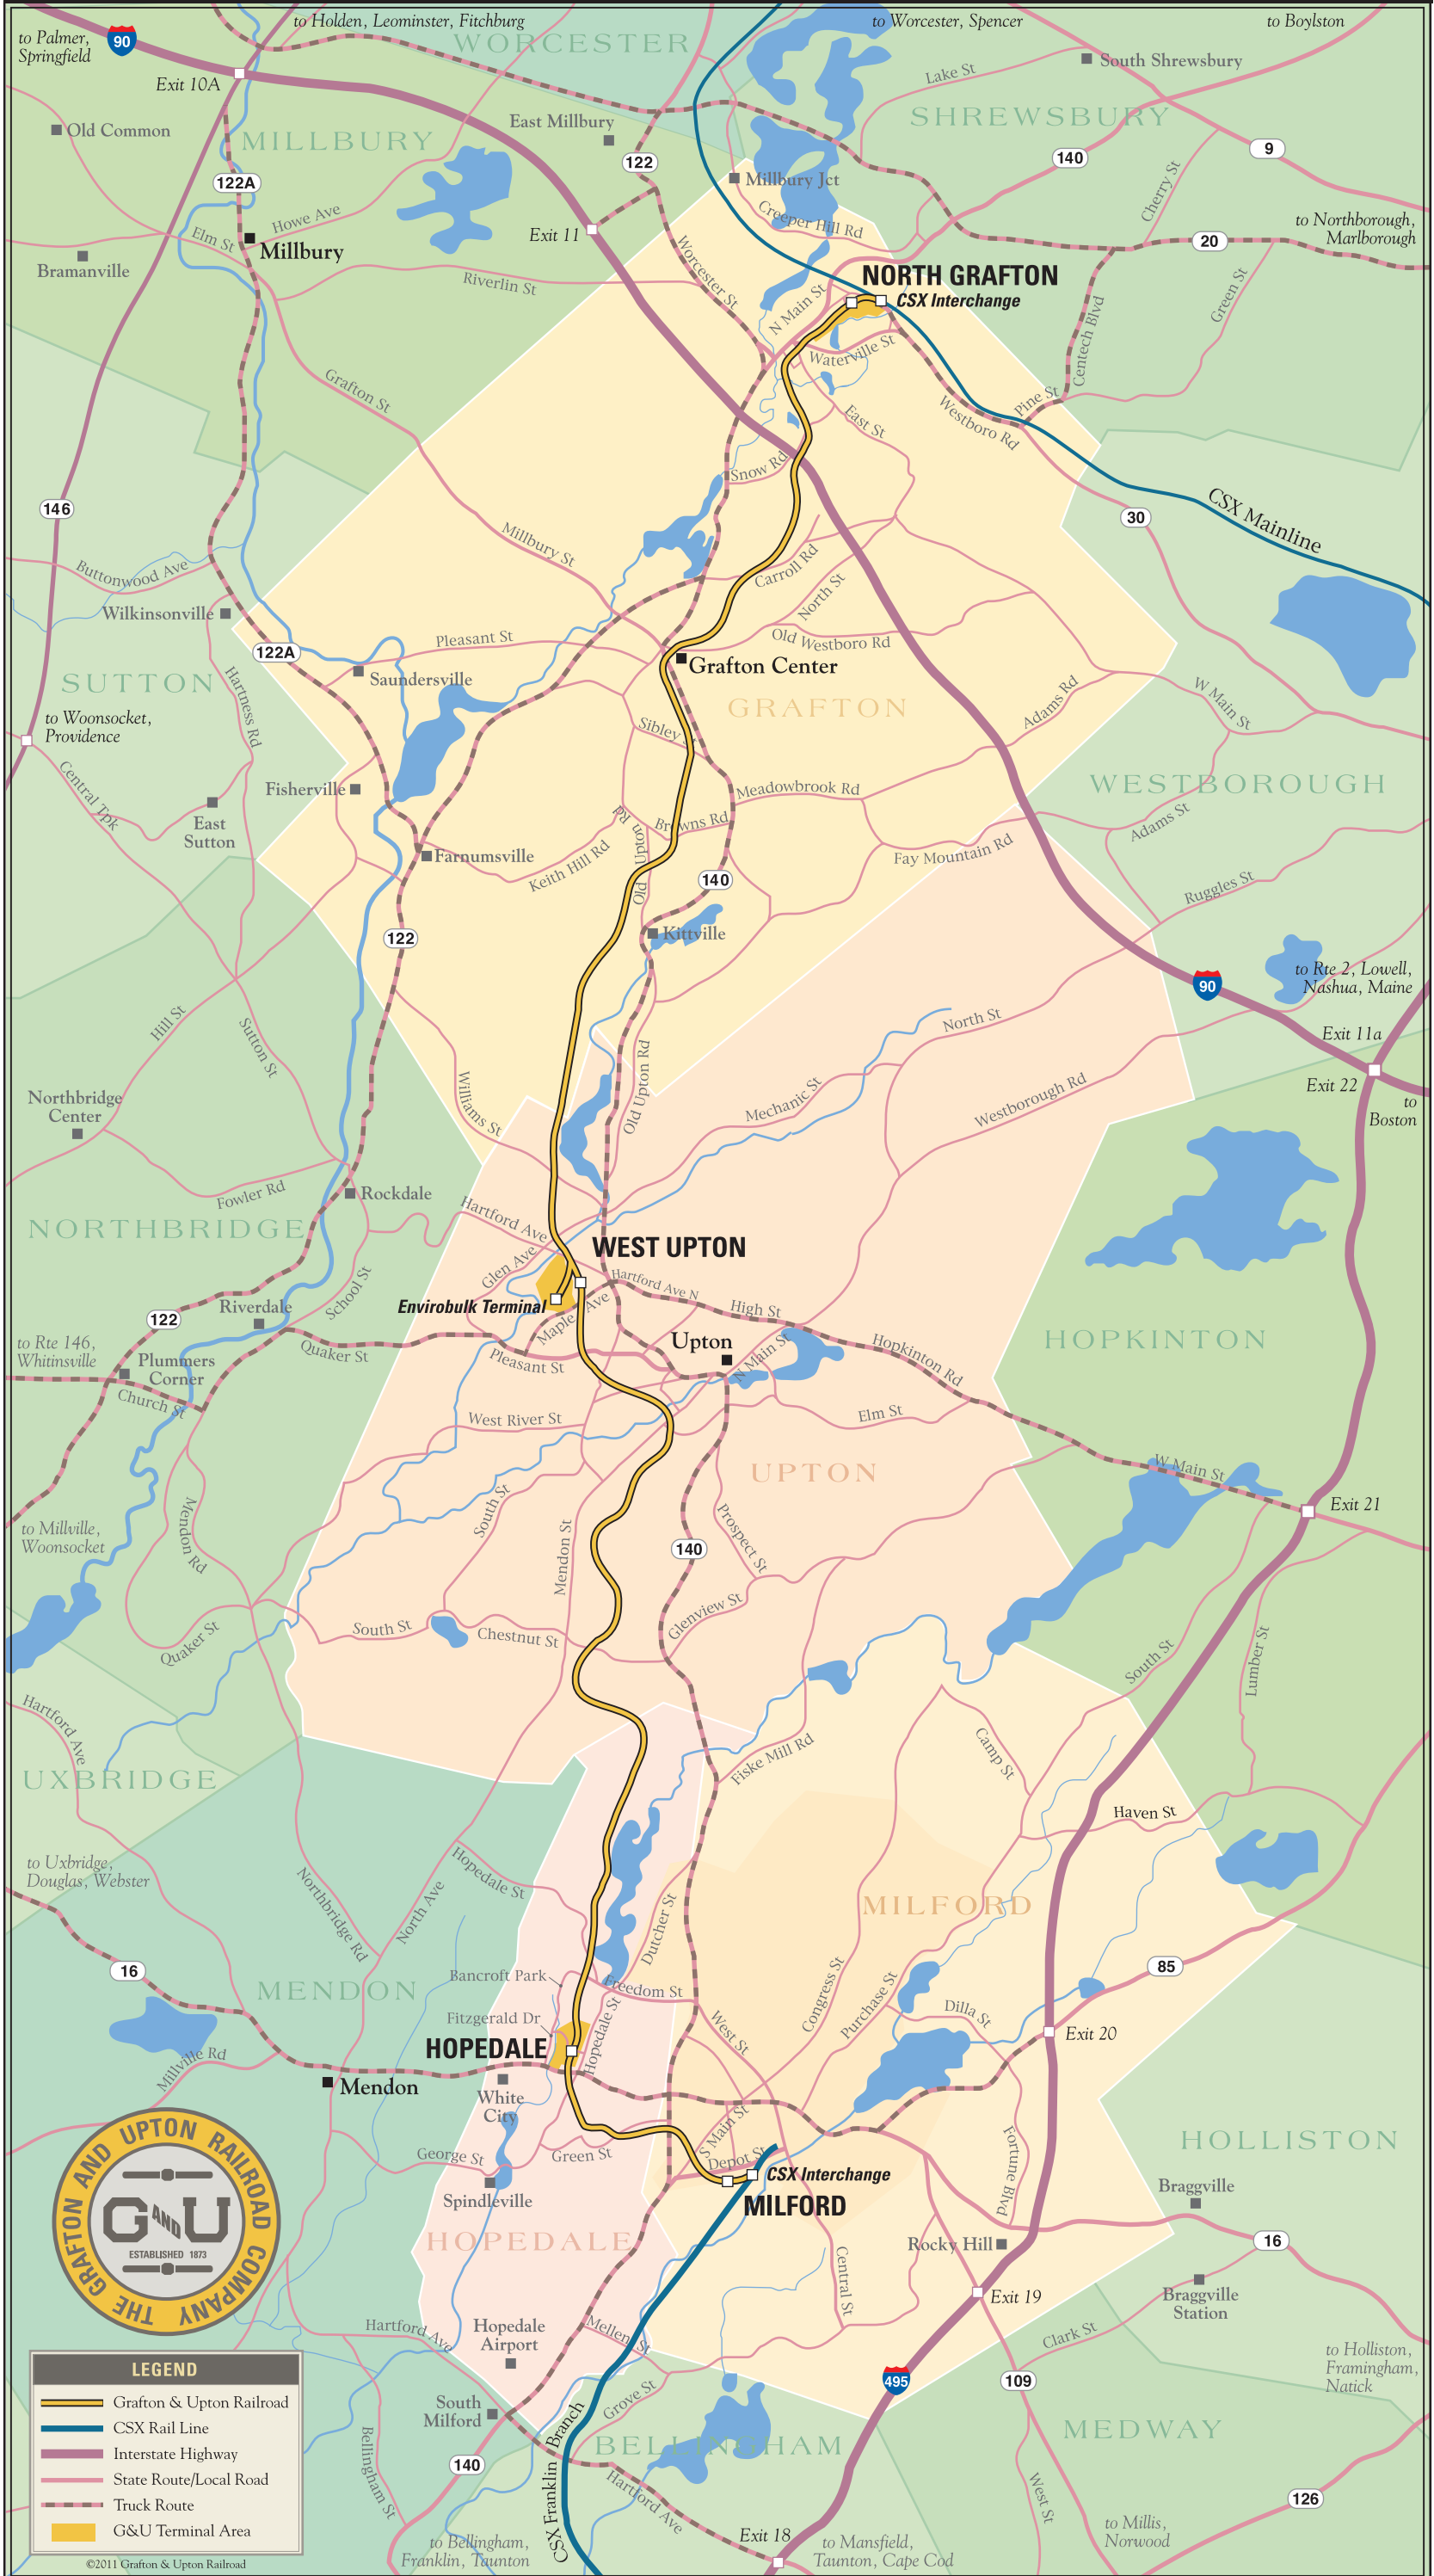 to Holden, Leominster, Fitchburg
to Worcester, Spencer
to Boylston
to Palmer,
Springfield
90
WORCESTER
South Shrewsbury
Exit 10A
Lake St
SHREWSBURY
Old Common
MILLBURY
East Millbury
122
140
9
122A
Millbury Jct
Cherry St
Howe Ave
Creeper Hill Rd
to Northborough,
Marlborough
Elm St
Millbury
Exit 11
20
Bramanville
Riverlin St
Worcester St
NORTH GRAFTON
CSX Interchange
N Main St
Green St
Centech Blvd
Waterville St
Grafton St
East St
Westboro Rd
Pine St
Snow Rd
146
30
CSX Mainline
Millbury St
Buttonwood Ave
Carroll Rd
North St
Wilkinsonville
Pleasant St
Old Westboro Rd
122A
Saundersville
Grafton Center
SUTTON
Hartness Rd
GRAFTON
Adams Rd
W Main St
to Woonsocket,
Providence
Sibley
Central Tpk
Fisherville
Meadowbrook Rd
WESTBOROUGH
East
Sutton
Browns Rd
Adams St
Farnumsville
Keith Hill Rd
Old Upton Rd
Fay Mountain Rd
140
Ruggles St
122
Kittville
to Rte 2, Lowell,
Nashua, Maine
90
Hill St
Sutton St
North St
Exit 11a
Northbridge
Center
Williams St
Old Upton Rd
Mechanic St
Westborough Rd
Exit 22
to
Boston
Fowler Rd
Rockdale
NORTHBRIDGE
Hartford Ave
WEST UPTON
Glen Ave
Envirobulk Terminal
Hartford Ave N
School St
122
Riverdale
Maple Ave
High St
to Rte 146,
Whitinsville
Quaker St
Pleasant St
Upton
N Main St
Hopkinton Rd
HOPKINTON
Plummers
Corner
Church St
West River St
Elm St
UPTON
W Main St
Mendon Rd
South St
Exit 21
to Millville,
Woonsocket
Mendon St
140
Prospect St
Quaker St
South St
Chestnut St
Glenview St
South St
Lumber St
Hartford Ave
Fiske Mill Rd
Camp St
UXBRIDGE
Haven St
to Uxbridge,
Douglas, Webster
Hopedale St
Northbridge Rd
North Ave
Dutcher St
MILFORD
16
MENDON
Bancroft Park
Freedom St
85
Congress St
Purchase St
Dilla St
Fitzgerald Dr
Hopedale St
West St
Exit 20
HOPEDALE
Millville Rd
Mendon
White
City
George St
Green St
S Main St
Depot St
Fortune Blvd
HOLLISTON
CSX Interchange
MILFORD
Spindleville
Braggville
HOPEDALE
Rocky Hill
16
Central St
Exit 19
Braggville
Station
THE GRAFTON AND UPTON RAILROAD COMPANY
G AND U
ESTABLISHED 1873
Hartford Ave
Hopedale
Airport
Mellen St
Clark St
to Holliston,
Framingham,
Natick
LEGEND
Grafton & Upton Railroad
CSX Rail Line
Interstate Highway
State Route/Local Road
Truck Route
G&U Terminal Area
©2011 Grafton & Upton Railroad
495
109
South
Milford
Grove St
MEDWAY
BELLINGHAM
Bellingham St
140
CSX Franklin Branch
Hartford Ave
West St
126
Exit 18
to Bellingham,
Franklin, Taunton
to Mansfield,
Taunton, Cape Cod
to Millis,
Norwood